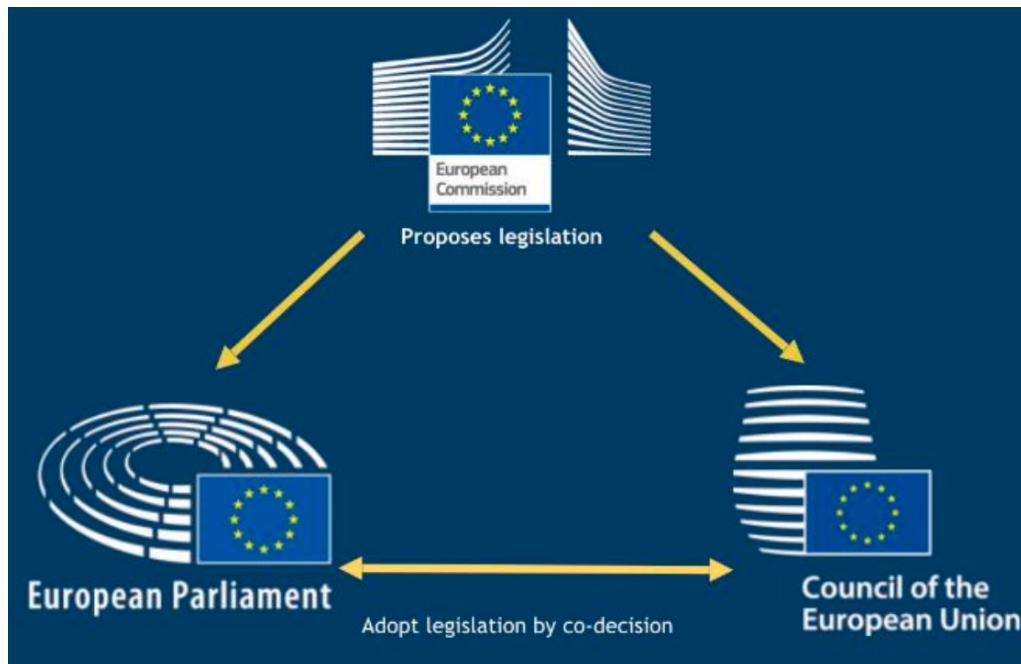 European
Commission
Proposes legislation
European Parliament
Council of the
European Union
Adopt legislation by co-decision